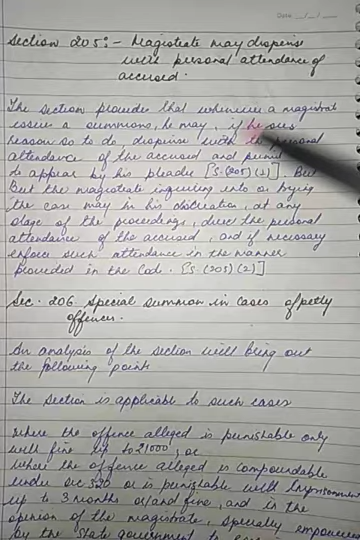 Date
Section 205:- Magistrate may dispense
with personal attendance of
accused.
The section provides that whenever a magistrat
issues a summons, he may, if he sees
reason so to do, dispense with the personal
attendance of the accused and permit
to appear by his pleader [S.(205)(1)]. But
But the magistrate inquiring into or trying
the case may in his discretion, at any
stage of the proceedings, direct the personal
attendance of the accused, and if necessary
enforce such attendance in the manner
provided in the Code. [S.(205)(2)]
Sec. 206 Special Summon in Cases of petty
offences.
An analysis of the section will bring out
the following points
The section is applicable to such cases
where the offence alleged is punishable only
with fine up to ₹1000; or
where the offence alleged is compoundable
under sec 320 or is punishable with Imprisonment
up to 3 months or/and fine, and in the
opinion of the magistrate, specially empowered
by the State government to